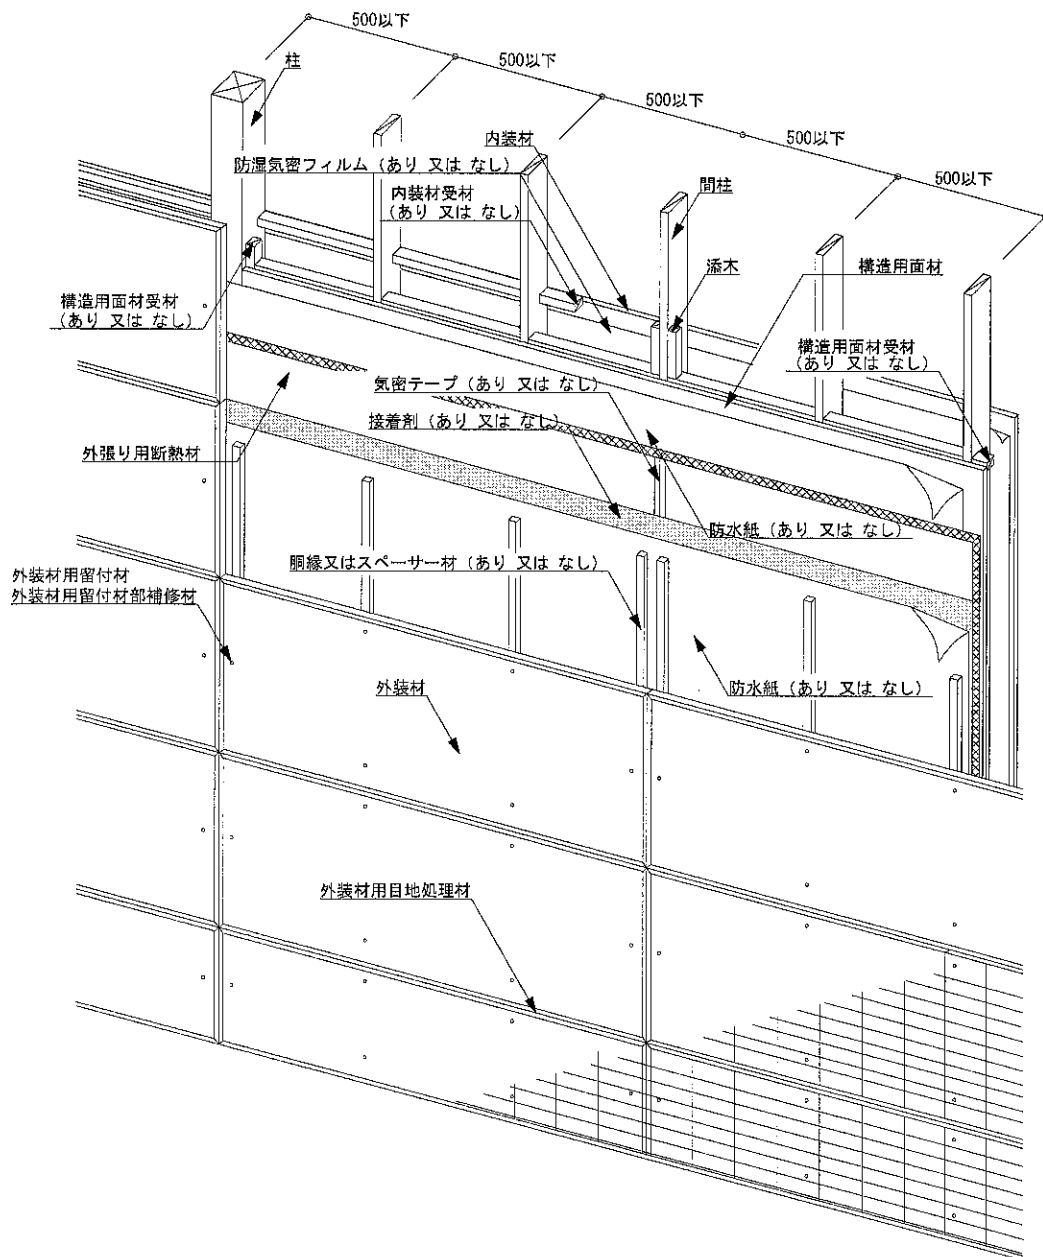 500以下
500以下
500以下
500以下
500以下
柱
内装材
防湿気密フィルム（あり 又は なし）
内装材受材
（あり 又は なし）
間柱
添木
構造用面材
構造用面材受材
（あり 又は なし）
構造用面材受材
（あり 又は なし）
気密テープ（あり 又は なし）
接着剤（あり 又は なし）
外張り用断熱材
防水紙（あり 又は なし）
胴縁又はスペーサー材（あり 又は なし）
外装材用留付材
外装材用留付材部補修材
外装材
防水紙（あり 又は なし）
外装材用目地処理材